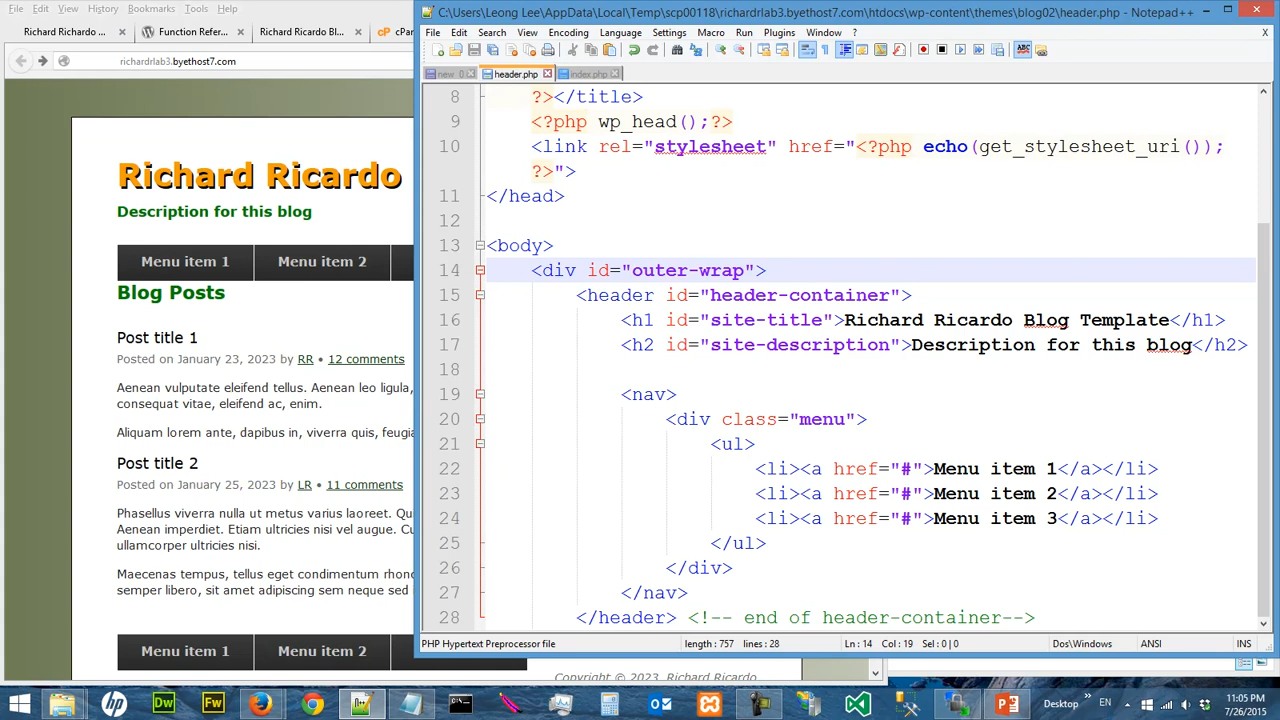 File Edit View History Bookmarks Tools Help
Richard Ricardo ... × Function Refer... × Richard Ricardo Bl... × cPan
richardrlab3.byethost7.com
Richard Ricardo
Description for this blog
Menu item 1 Menu item 2
Blog Posts
Post title 1
Posted on January 23, 2023 by RR • 12 comments
Aenean vulputate eleifend tellus. Aenean leo ligula,
consequat vitae, eleifend ac, enim.
Aliquam lorem ante, dapibus in, viverra quis, feugia
Post title 2
Posted on January 25, 2023 by LR • 11 comments
Phasellus viverra nulla ut metus varius laoreet. Qu
Aenean imperdiet. Etiam ultricies nisi vel augue. Cu
ullamcorper ultricies nisi.
Maecenas tempus, tellus eget condimentum rhonc
semper libero, sit amet adipiscing sem neque sed i
Menu item 1 Menu item 2
Copyright © 2023, Richard Ricardo
C:\Users\Leong Lee\AppData\Local\Temp\scp00118\richardrlab3.byethost7.com\htdocs\wp-content\themes\blog02\header.php - Notepad++
File Edit Search View Encoding Language Settings Macro Run Plugins Window ? X
new 0 header.php index.php
8 ?></title>
9 <?php wp_head();?>
10 <link rel="stylesheet" href="<?php echo(get_stylesheet_uri());
?>">
11 </head>
12
13 <body>
14 <div id="outer-wrap">
15 <header id="header-container">
16 <h1 id="site-title">Richard Ricardo Blog Template</h1>
17 <h2 id="site-description">Description for this blog</h2>
18
19 <nav>
20 <div class="menu">
21 <ul>
22 <li><a href="#">Menu item 1</a></li>
23 <li><a href="#">Menu item 2</a></li>
24 <li><a href="#">Menu item 3</a></li>
25 </ul>
26 </div>
27 </nav>
28 </header> <!-- end of header-container-->
PHP Hypertext Preprocessor file length : 757 lines : 28 Ln : 14 Col : 19 Sel : 0 | 0 Dos\Windows ANSI INS
hp Dw Fw Desktop EN 11:05 PM
7/26/2015